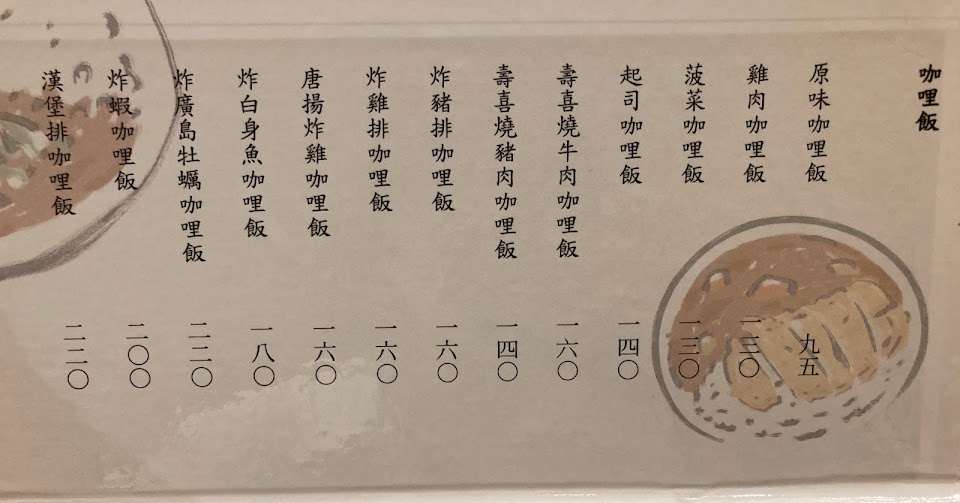 咖哩飯
原味咖哩飯 九五
雞肉咖哩飯 一三〇
菠菜咖哩飯 一三〇
起司咖哩飯 一四〇
壽喜燒牛肉咖哩飯 一六〇
壽喜燒豬肉咖哩飯 一四〇
炸豬排咖哩飯 一六〇
炸雞排咖哩飯 一六〇
唐揚炸雞咖哩飯 一六〇
炸白身魚咖哩飯 一八〇
炸廣島牡蠣咖哩飯 二二〇
炸蝦咖哩飯 二〇〇
漢堡排咖哩飯 二二〇